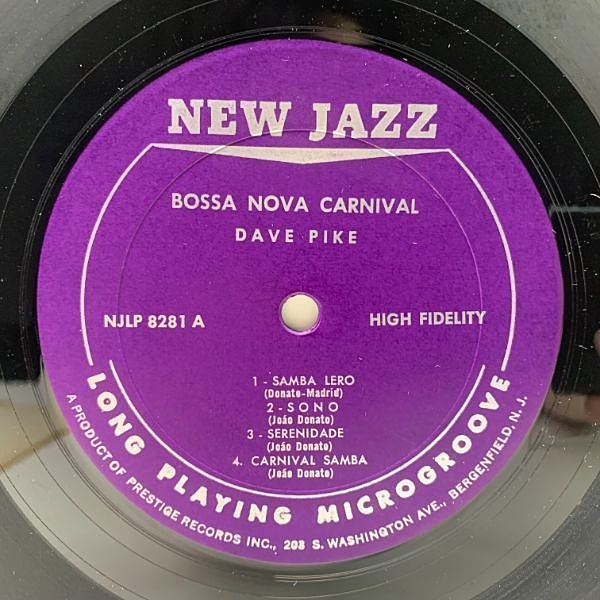 NEW JAZZ
BOSSA NOVA CARNIVAL
DAVE PIKE
NJLP 8281 A
HIGH FIDELITY
1 - SAMBA LERO
(Donato-Madrid)
2 - SONO
(João Donato)
3 - SERENIDADE
(João Donato)
4. CARNIVAL SAMBA
(João Donato)
LONG PLAYING MICROGROOVE
A PRODUCT OF PRESTIGE RECORDS INC., 203 S. WASHINGTON AVE., BERGENFIELD, N. J.